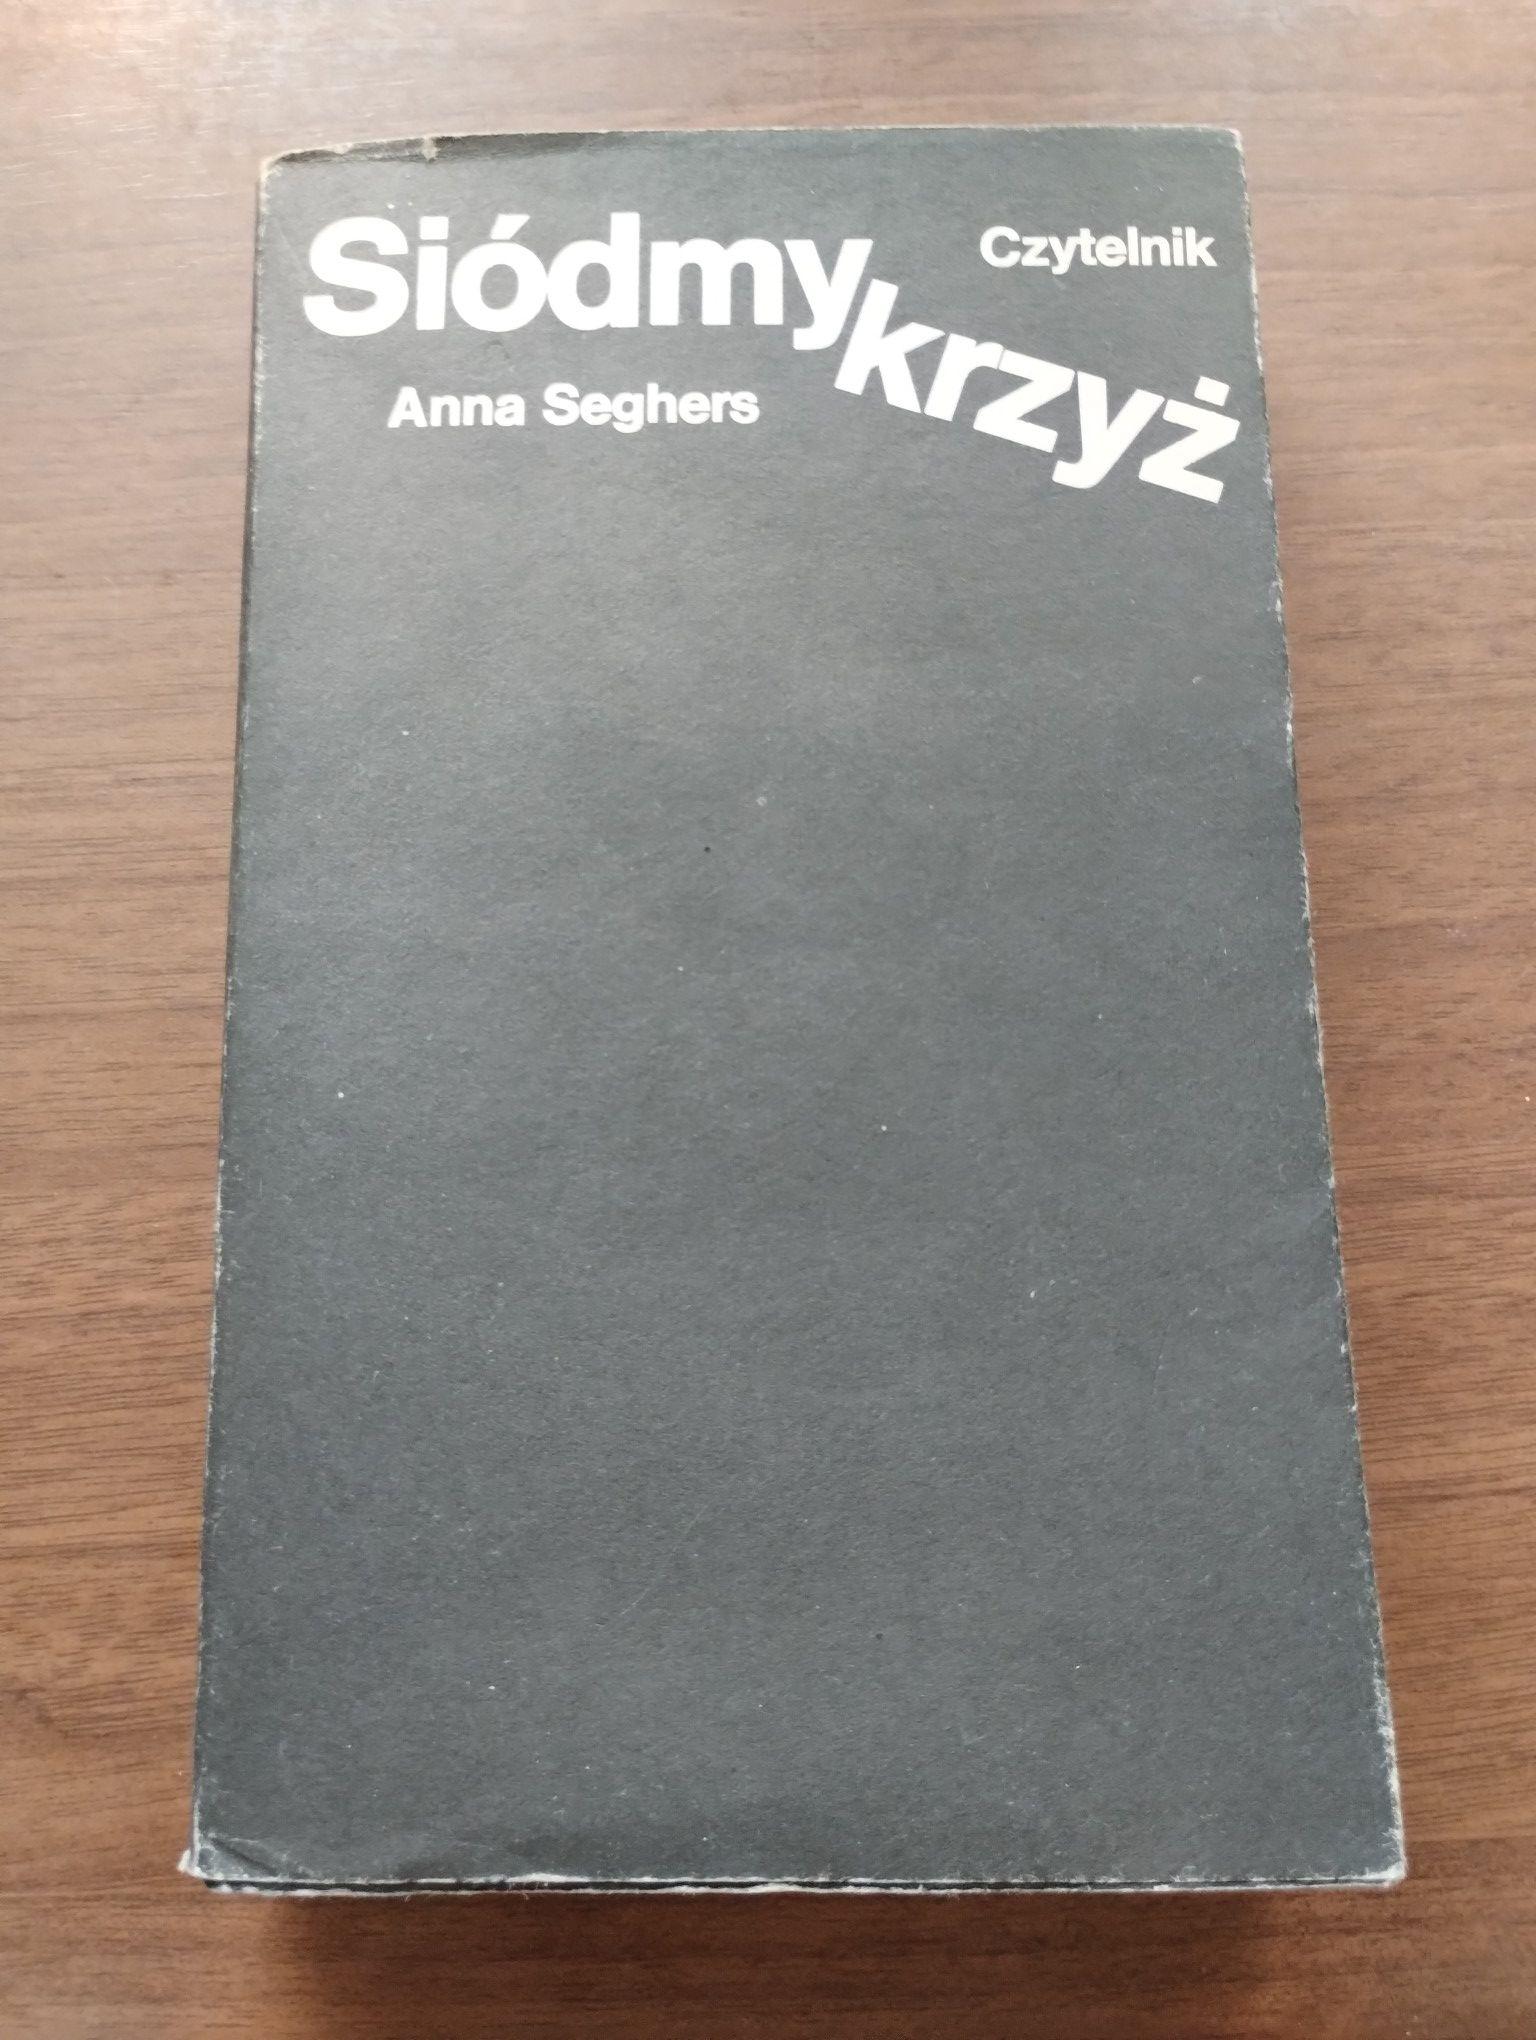 Siódmy krzyż
Czytelnik
Anna Seghers